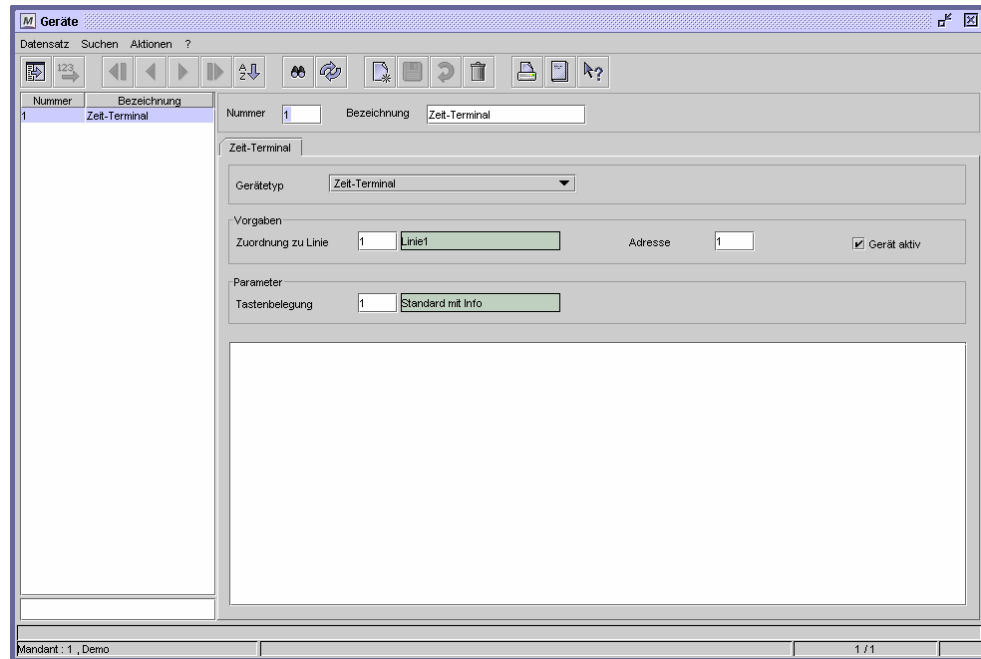 M Geräte
Datensatz Suchen Aktionen ?
123
A Z
?
Nummer Bezeichnung
1 Zeit-Terminal
Nummer 1 Bezeichnung Zeit-Terminal
Zeit-Terminal
Gerätetyp Zeit-Terminal
Vorgaben
Zuordnung zu Linie 1 Linie1 Adresse 1 Gerät aktiv
Parameter
Tastenbelegung 1 Standard mit Info
Mandant : 1 , Demo 1 / 1